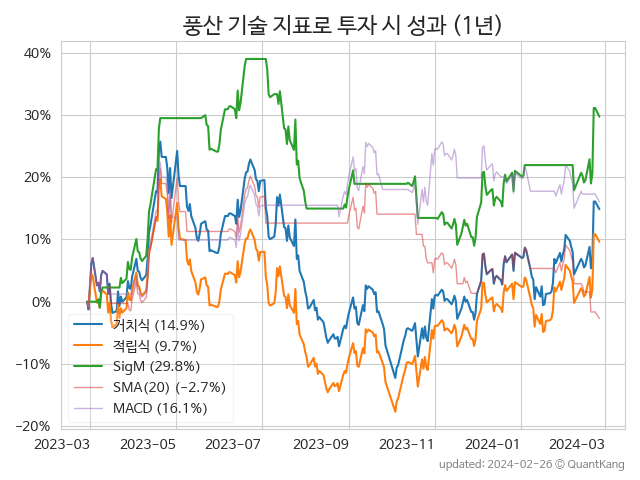 풍산 기술 지표로 투자 시 성과 (1년)
40%
30%
20%
10%
0%
−10%
−20%
거치식 (14.9%)
적립식 (9.7%)
SigM (29.8%)
SMA(20) (−2.7%)
MACD (16.1%)
2023-03
2023-05
2023-07
2023-09
2023-11
2024-01
2024-03
updated: 2024-02-26 © QuantKang